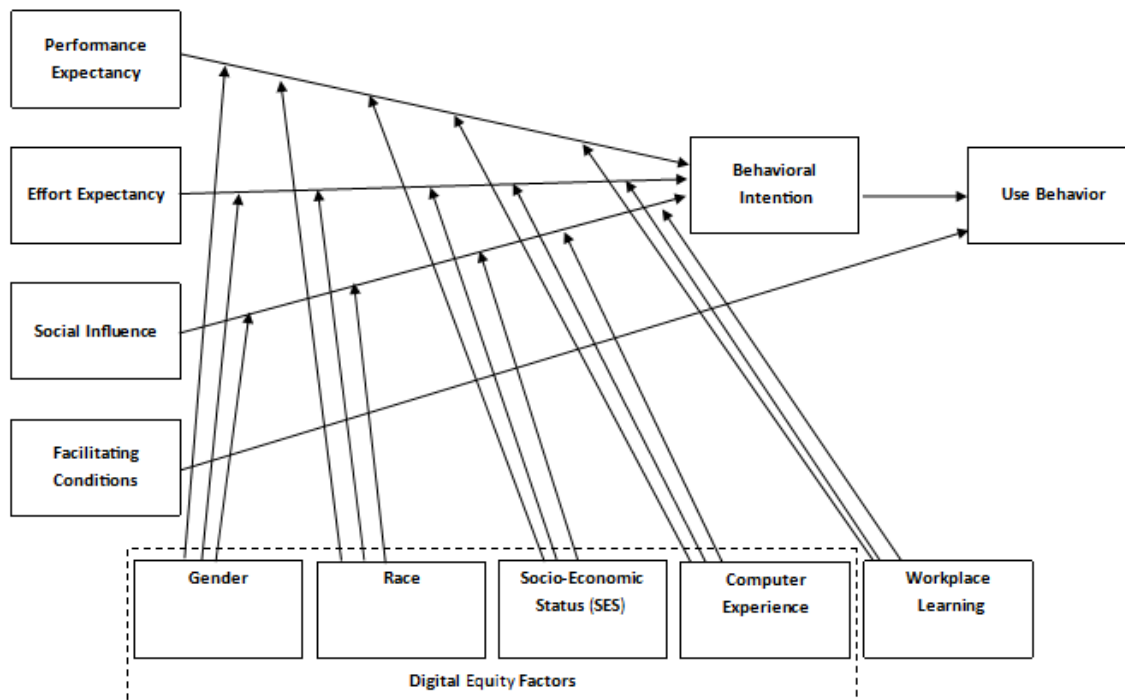 Performance
Expectancy
Effort Expectancy
Social Influence
Facilitating
Conditions
Behavioral
Intention
Use Behavior
Gender
Race
Socio-Economic
Status (SES)
Computer
Experience
Workplace
Learning
Digital Equity Factors